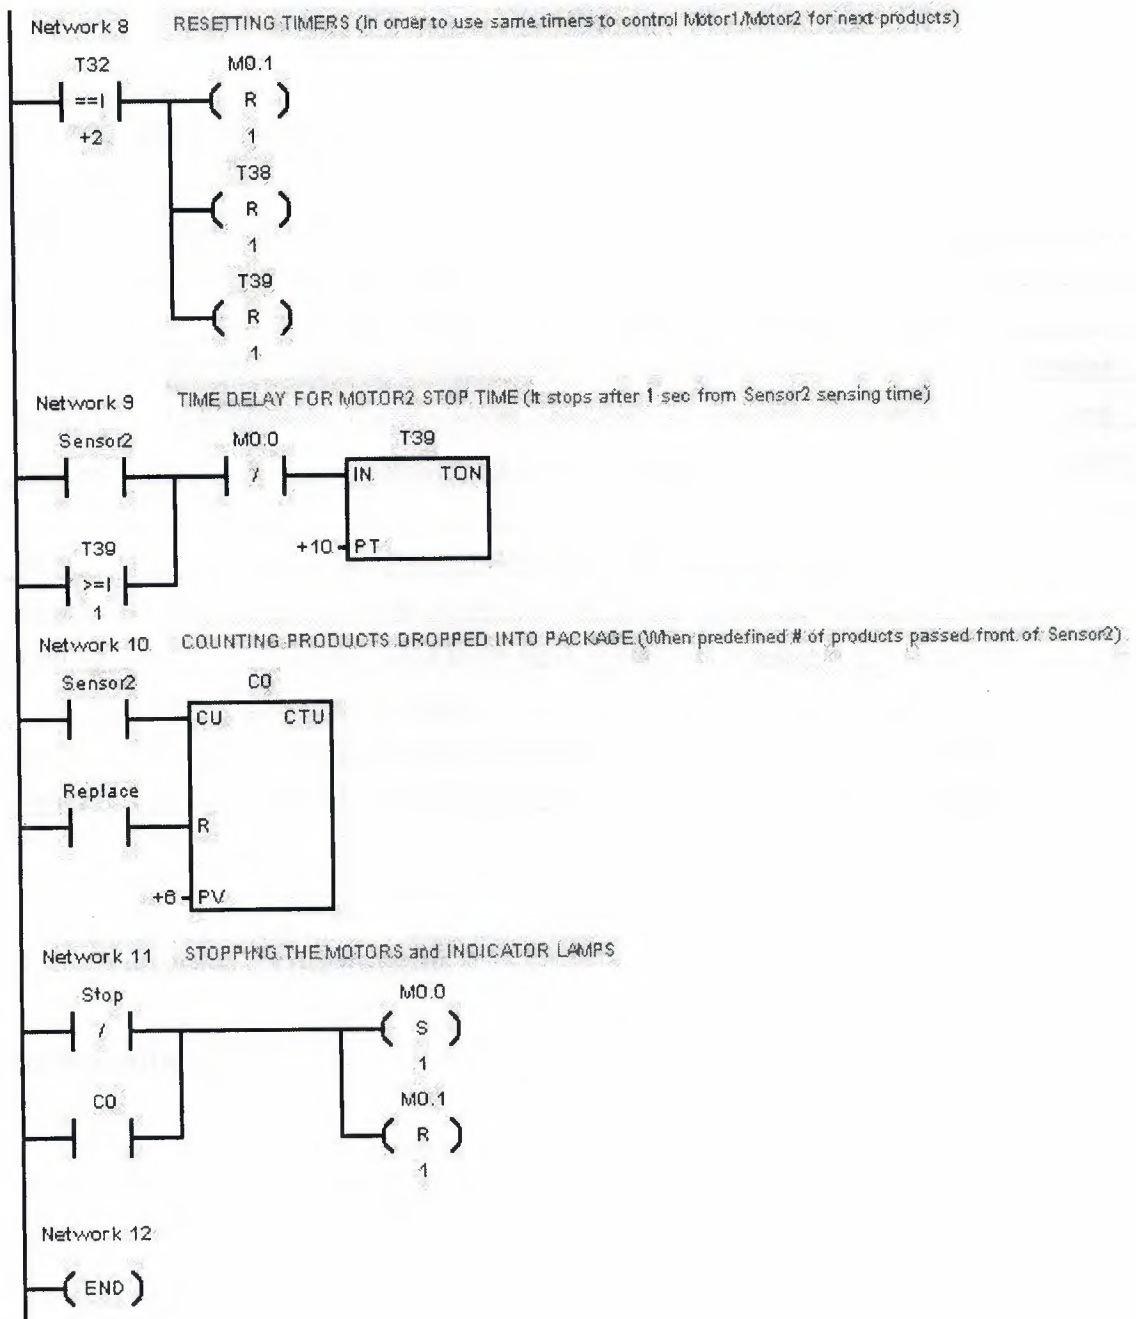 Network 8 RESETTING TIMERS (In order to use same timers to control Motor1/Motor2 for next products)
T32 M0.1
==I R
+2 1
T38
R
1
T39
R
1
Network 9 TIME DELAY FOR MOTOR2 STOP TIME (It stops after 1 sec from Sensor2 sensing time)
Sensor2 M0.0 T39
/ IN TON
+10 PT
T39
>=I
1
Network 10 COUNTING PRODUCTS DROPPED INTO PACKAGE (When predefined # of products passed front of Sensor2)
Sensor2 C0
CU CTU
Replace
R
+6 PV
Network 11 STOPPING THE MOTORS and INDICATOR LAMPS
Stop M0.0
/ S
1
C0 M0.1
R
1
Network 12
END